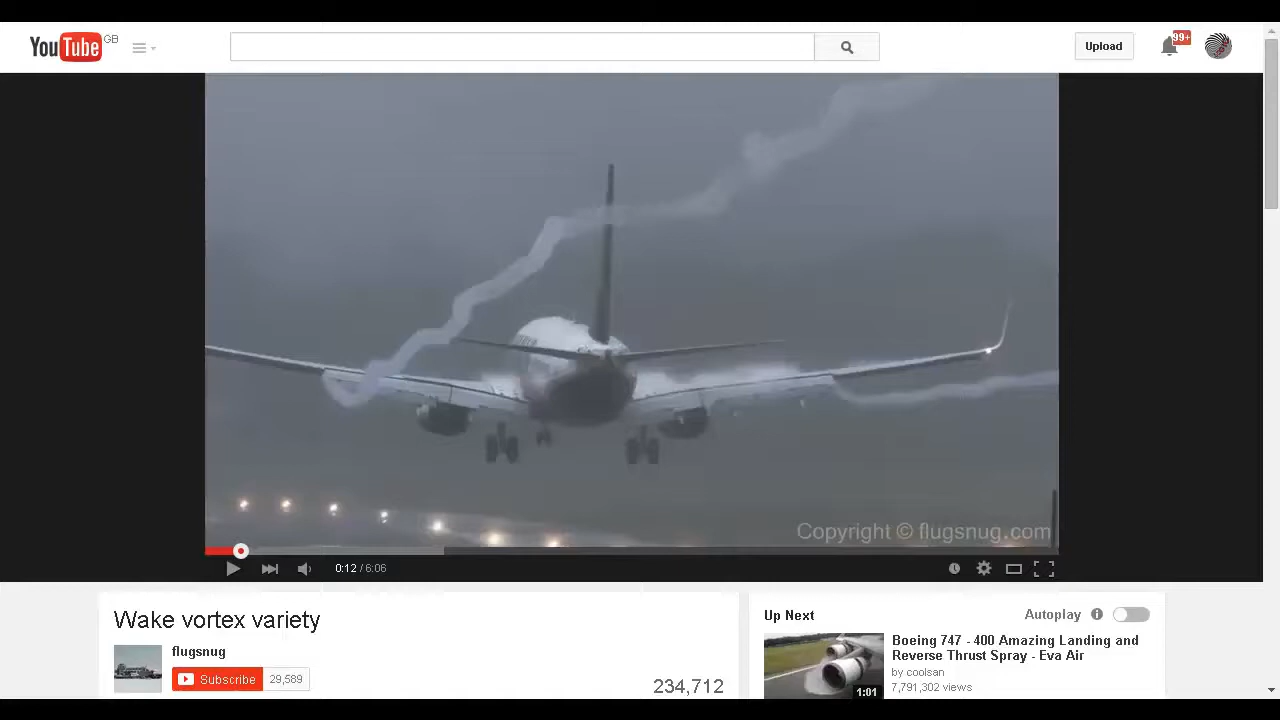 YouTube GB
Upload
99+
Copyright © flugsnug.com
0:12 / 6:06
Wake vortex variety
flugsnug
Subscribe 29,589
234,712
Up Next
Autoplay
Boeing 747 - 400 Amazing Landing and
Reverse Thrust Spray - Eva Air
by coolsan
7,791,302 views
1:01